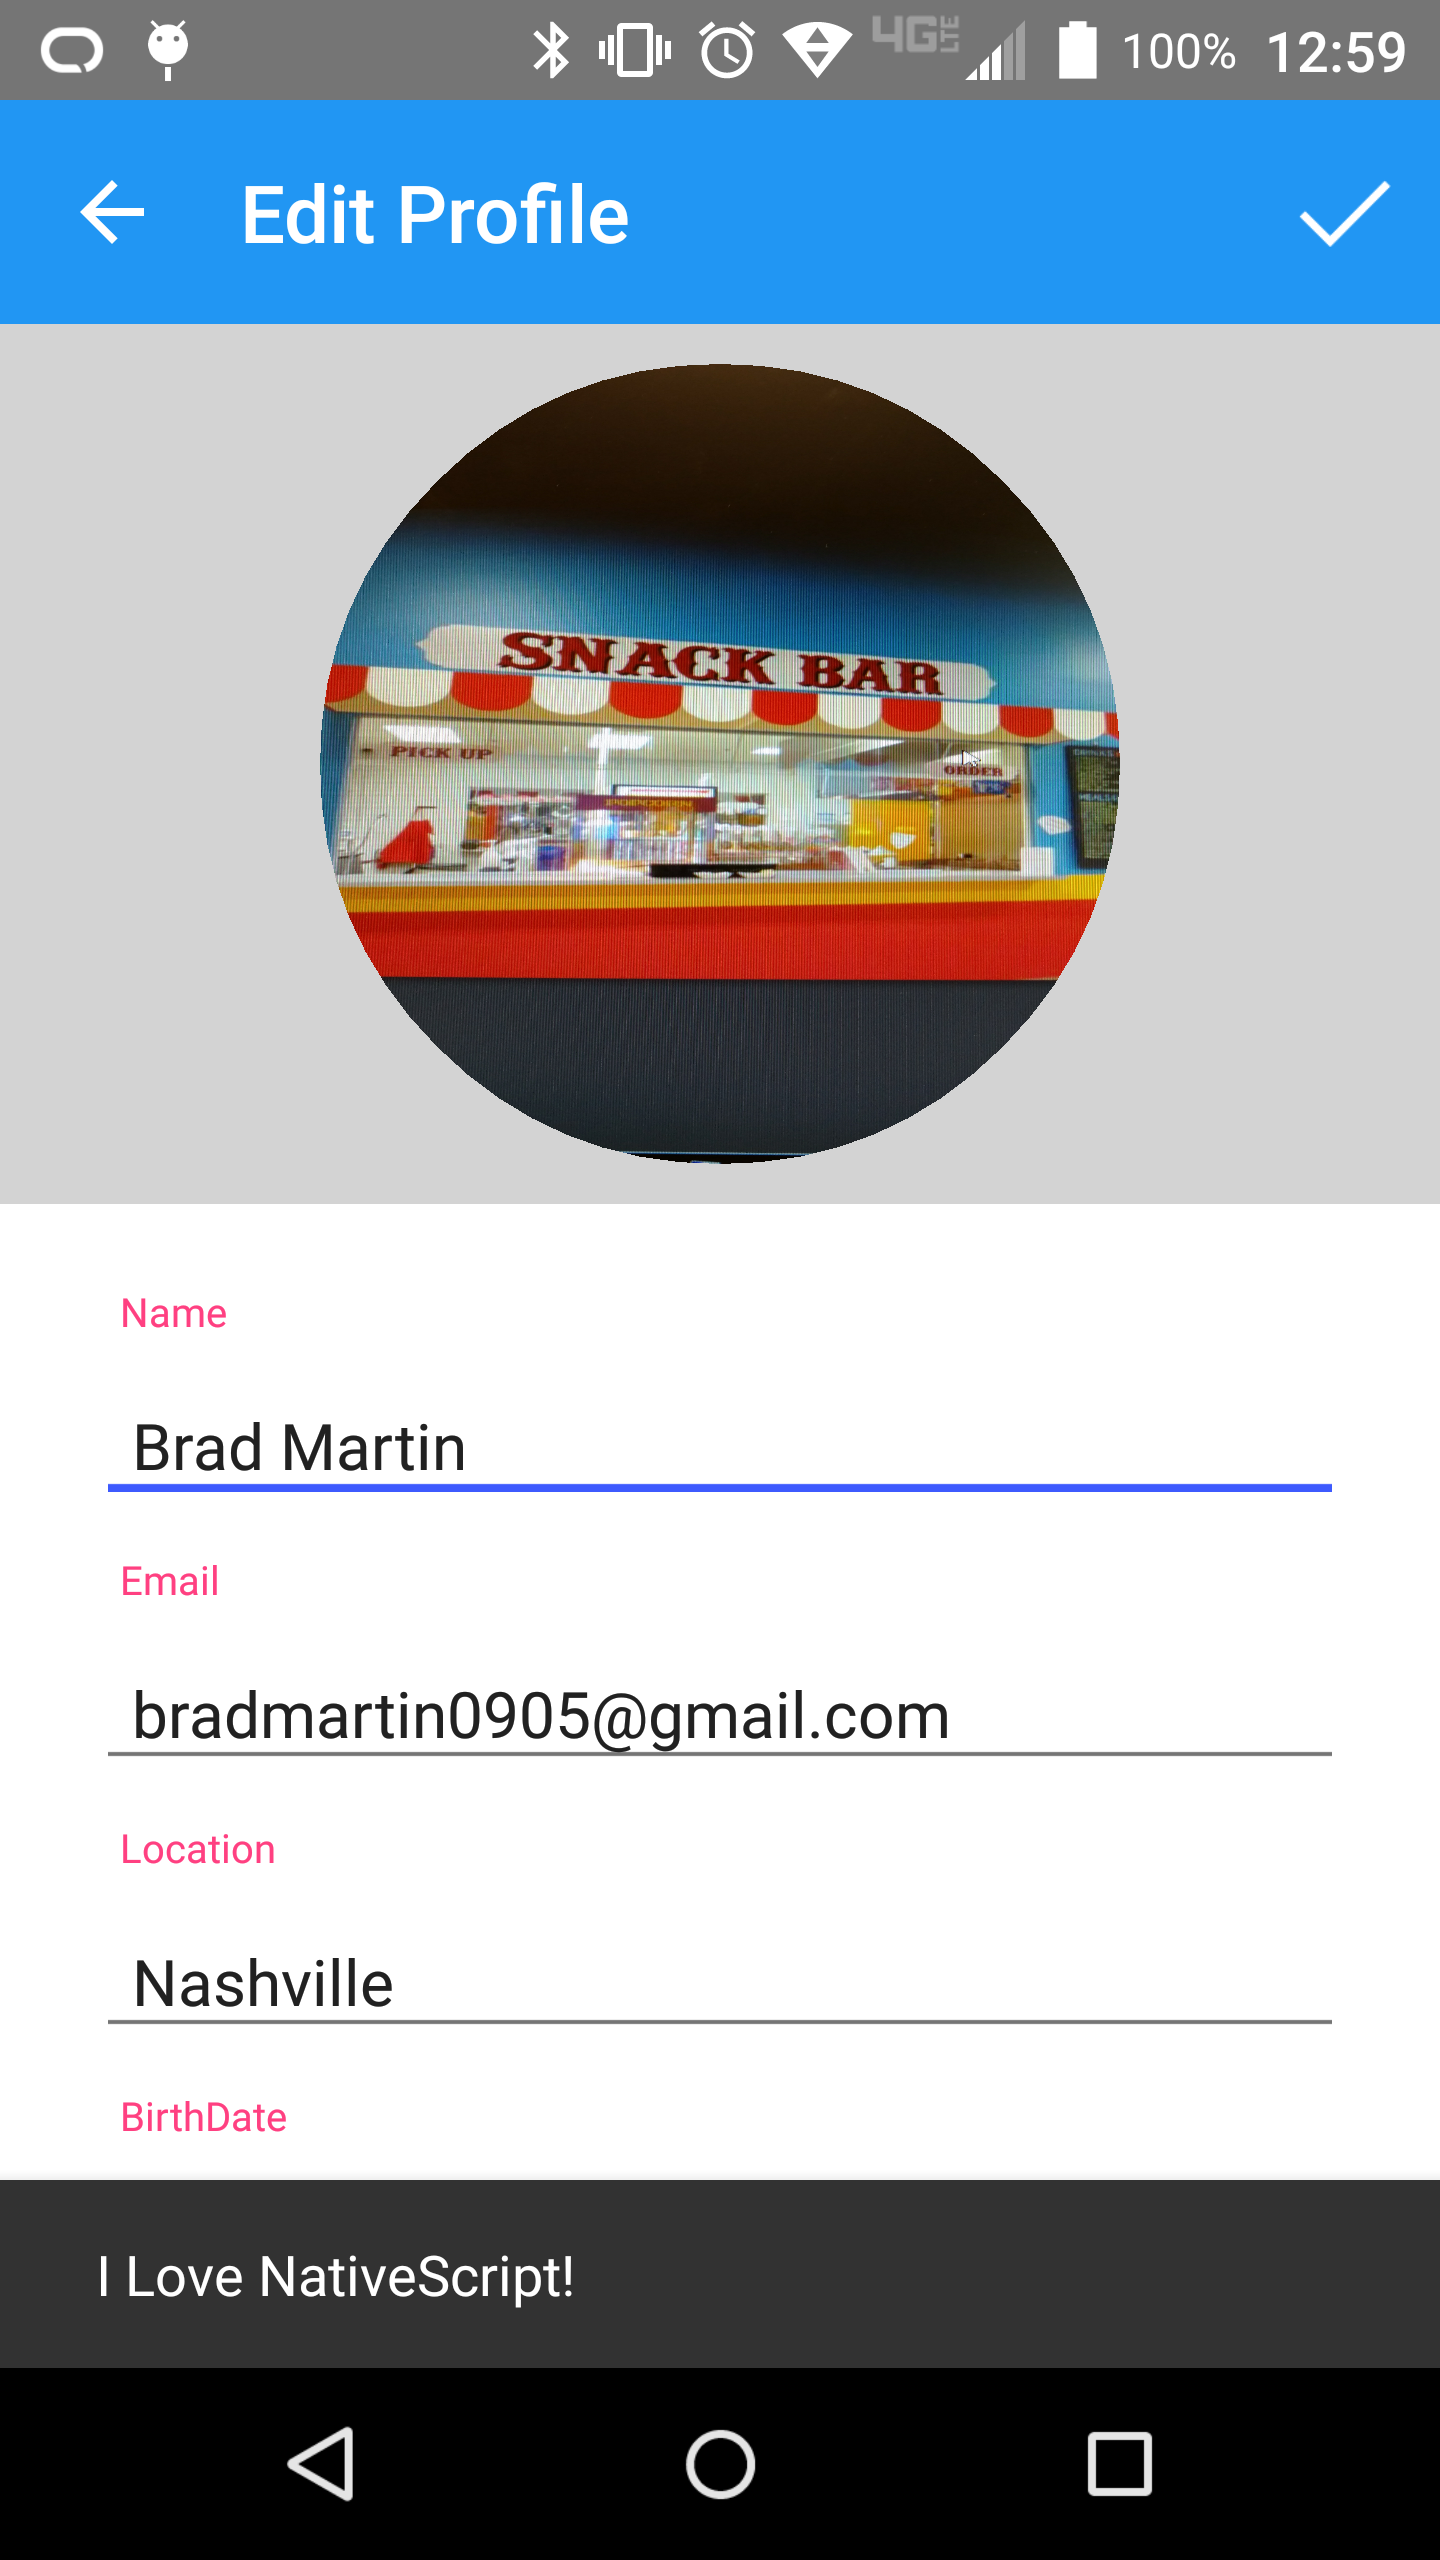 4G LTE 100% 12:59
Edit Profile
SNACK BAR
PICK UP
ORDER
POPCORN
Name
Brad Martin
Email
bradmartin0905@gmail.com
Location
Nashville
BirthDate
I Love NativeScript!